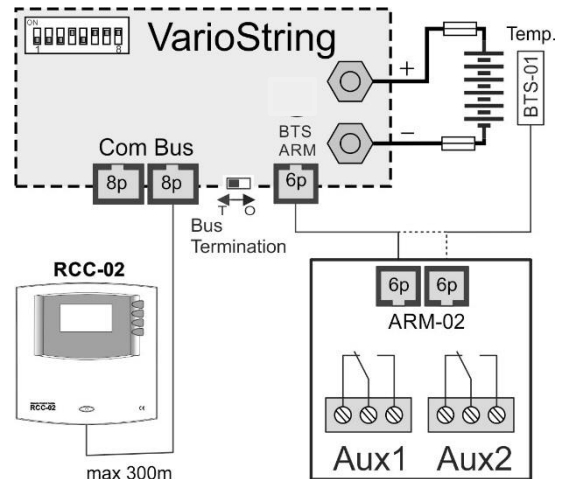 ON
1 8
VarioString
Temp.
+
BTS-01
BTS
ARM
−
Com Bus
8p 8p 6p
T O
Bus
Termination
RCC-02
6p 6p
ARM-02
RCC-02
CE
Aux1 Aux2
max 300m